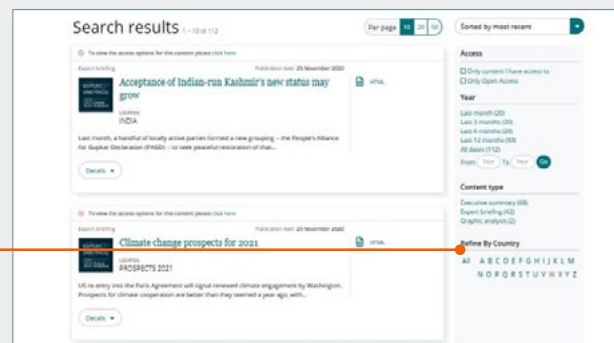 Search results 1 – 10 of 112
Per page 10 20 50
Sorted by most recent
To view the access options for this content please click here
Expert briefing
Publication date: 25 November 2020
EXPERT BRIEFINGS
Acceptance of Indian-run Kashmir's new status may
grow
HTML
Location:
INDIA
Last month, a handful of locally active parties formed a new grouping – the People's Alliance
for Gupkar Declaration (PAGD) – to seek peaceful restoration of that...
Details
To view the access options for this content please click here
Expert briefing
Publication date: 25 November 2020
EXPERT BRIEFINGS
Climate change prospects for 2021
HTML
Location:
PROSPECTS 2021
US re-entry into the Paris Agreement will signal renewed climate engagement by Washington.
Prospects for climate cooperation are better than they seemed a year ago, with...
Details
Access
Only content I have access to
Only Open Access
Year
Last month (20)
Last 3 months (20)
Last 6 months (20)
Last 12 months (93)
All dates (112)
From Year To Year Go
Content type
Executive summary (68)
Expert briefing (42)
Graphic analysis (2)
Refine By Country
All A B C D E F G H I J K L M
N O P Q R S T U V W X Y Z